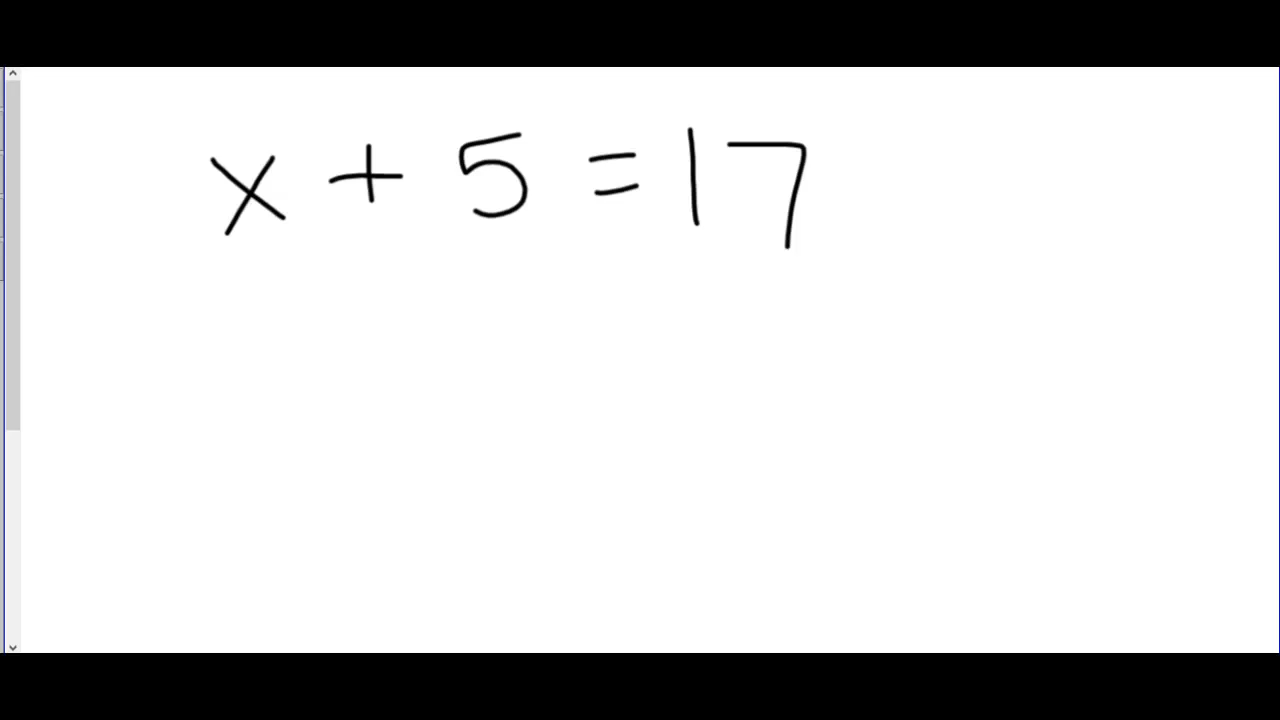 x + 5 = 17